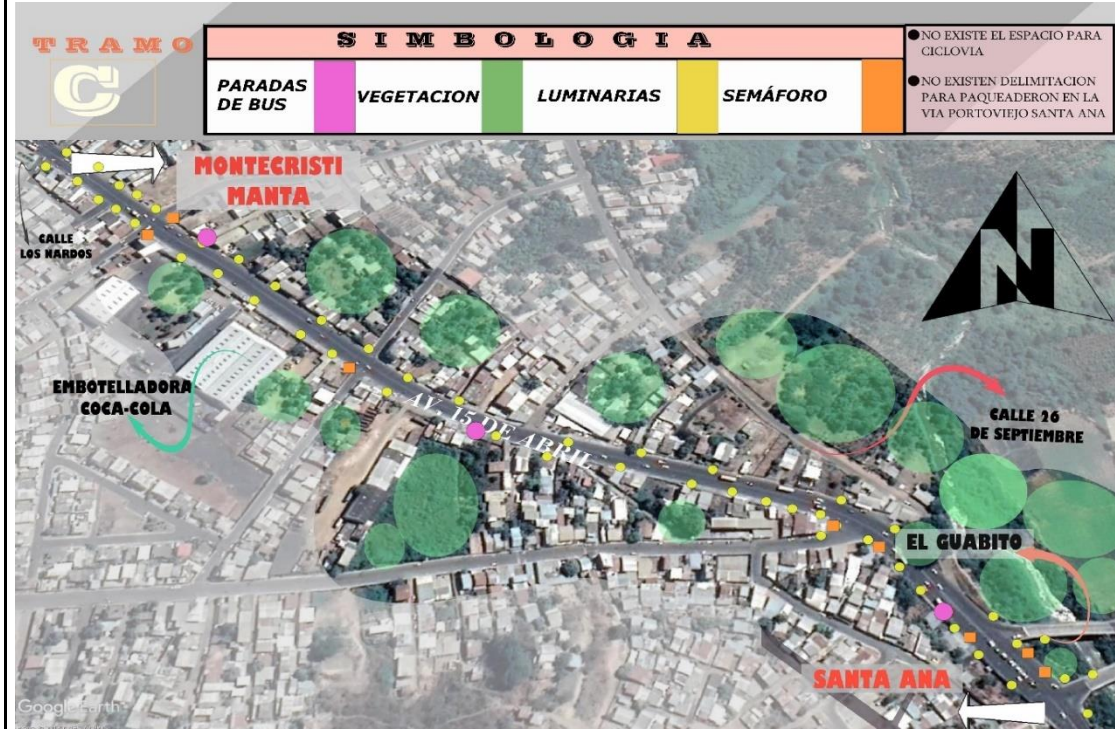 TRAMO
C
SIMBOLOGIA
PARADAS
DE BUS
VEGETACION
LUMINARIAS
SEMÁFORO
●NO EXISTE EL ESPACIO PARA
CICLOVIA
●NO EXISTEN DELIMITACION
PARA PAQUEADERON EN LA
VIA PORTOVIEJO SANTA ANA
MONTECRISTI
MANTA
CALLE
LOS NARDOS
N
EMBOTELLADORA
COCA-COLA
AV. 15 DE ABRIL
CALLE 26
DE SEPTIEMBRE
EL GUABITO
SANTA ANA
Google Earth